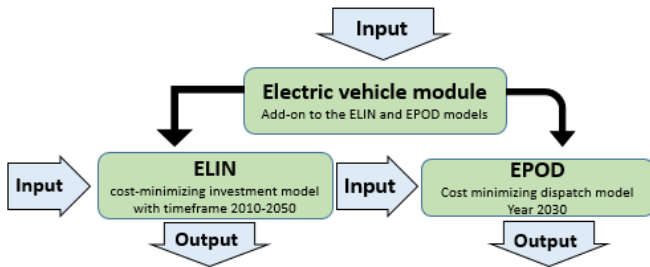 Input
Electric vehicle module
Add-on to the ELIN and EPOD models
Input
ELIN
cost-minimizing investment model
with timeframe 2010-2050
Input
EPOD
Cost minimizing dispatch model
Year 2030
Output
Output